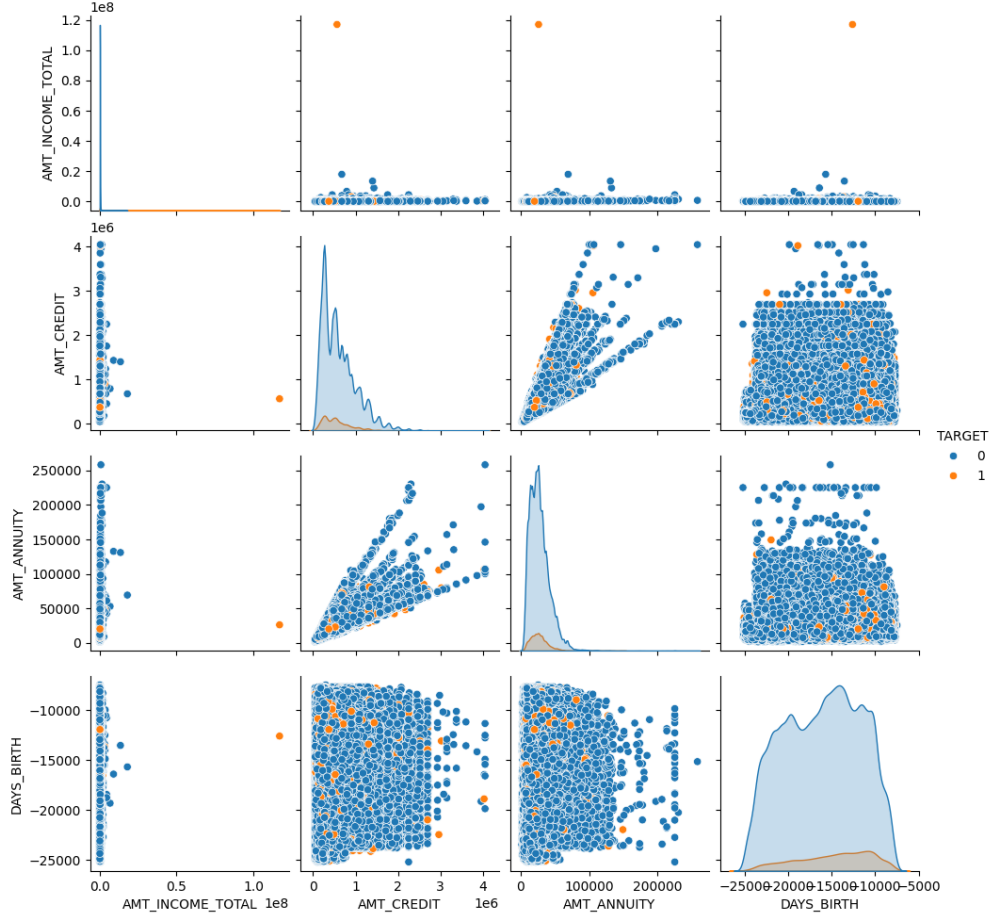 1e8
1.2
1.0
0.8
0.6
0.4
0.2
0.0
AMT_INCOME_TOTAL
1e6
4
3
2
1
0
AMT_CREDIT
TARGET
0
1
250000
200000
150000
100000
50000
0
AMT_ANNUITY
−10000
−15000
−20000
−25000
DAYS_BIRTH
0.0 0.5 1.0
0 1 2 3 4
0 100000 200000
−25000 −20000 −15000 −10000 −5000
AMT_INCOME_TOTAL 1e8
AMT_CREDIT 1e6
AMT_ANNUITY
DAYS_BIRTH